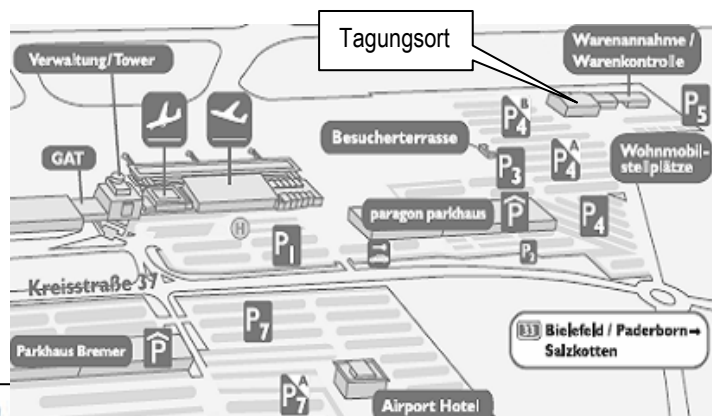 Tagungsort
Warenannahme /
Warenkontrolle
Verwaltung/Tower
P4 B
P5
Besucherterrasse
P4 A
Wohnmobil-
stellplätze
GAT
P3
paragon parkhaus
P
P4
H
P1
P2
Kreisstraße 37
P7
33 Bielefeld / Paderborn
Salzkotten
Parkhaus Bremer
P
P7 A
Airport Hotel